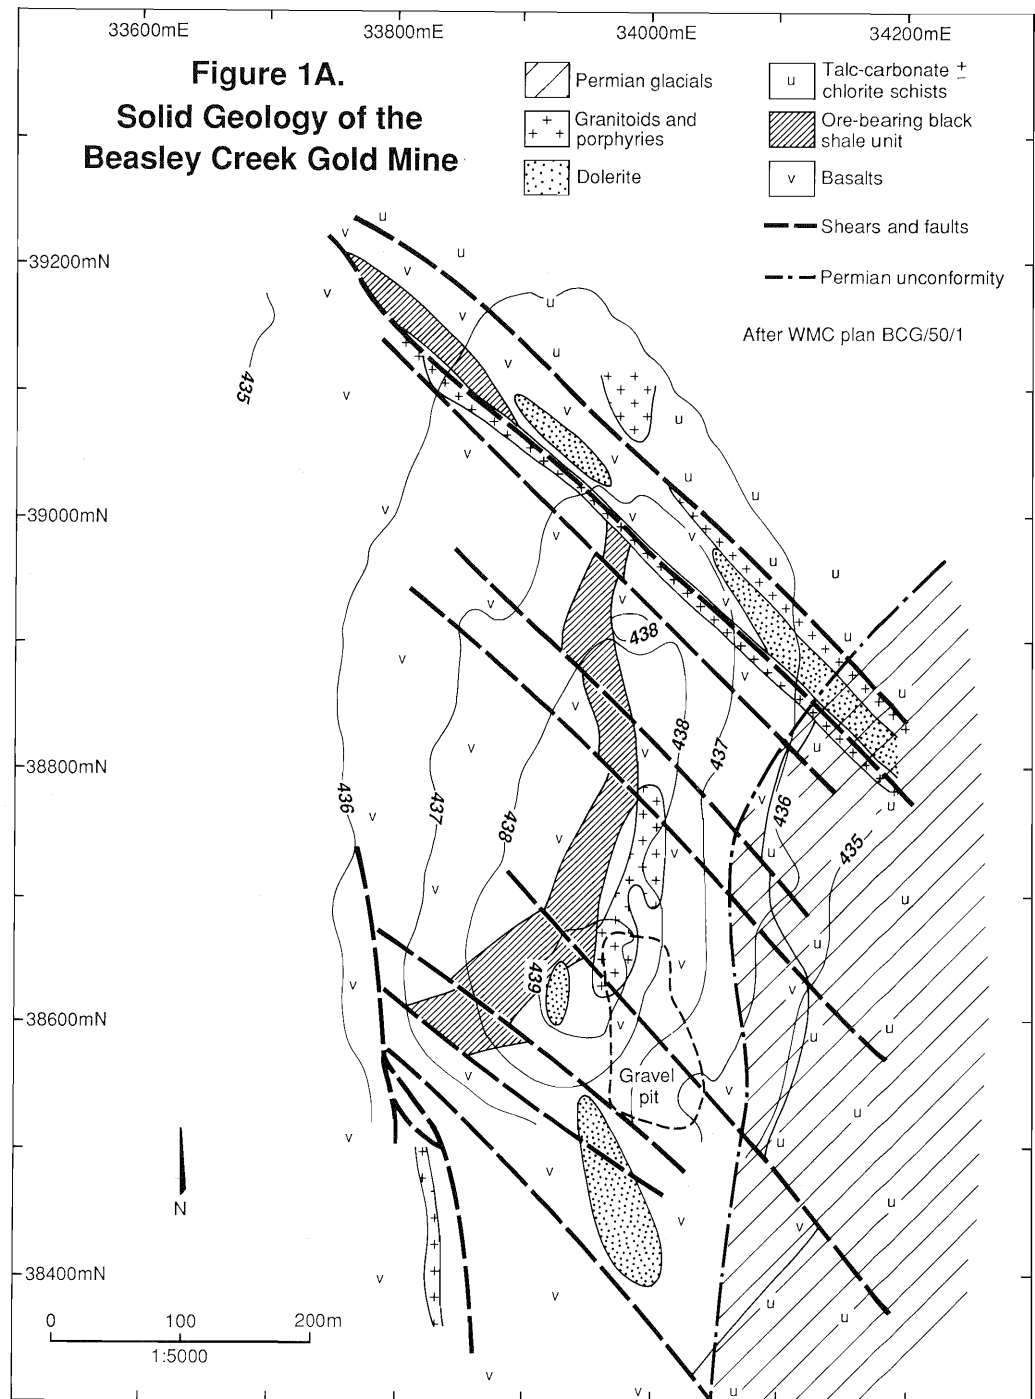 33600mE
33800mE
34000mE
34200mE
Figure 1A.
Solid Geology of the
Beasley Creek Gold Mine
Permian glacials
Granitoids and
porphyries
Dolerite
u
Talc-carbonate ±
chlorite schists
Ore-bearing black
shale unit
v
Basalts
Shears and faults
Permian unconformity
After WMC plan BCG/50/1
39200mN
39000mN
38800mN
38600mN
38400mN
435
438
438
437
436
435
436
437
438
439
Gravel
pit
N
0
100
200m
1:5000